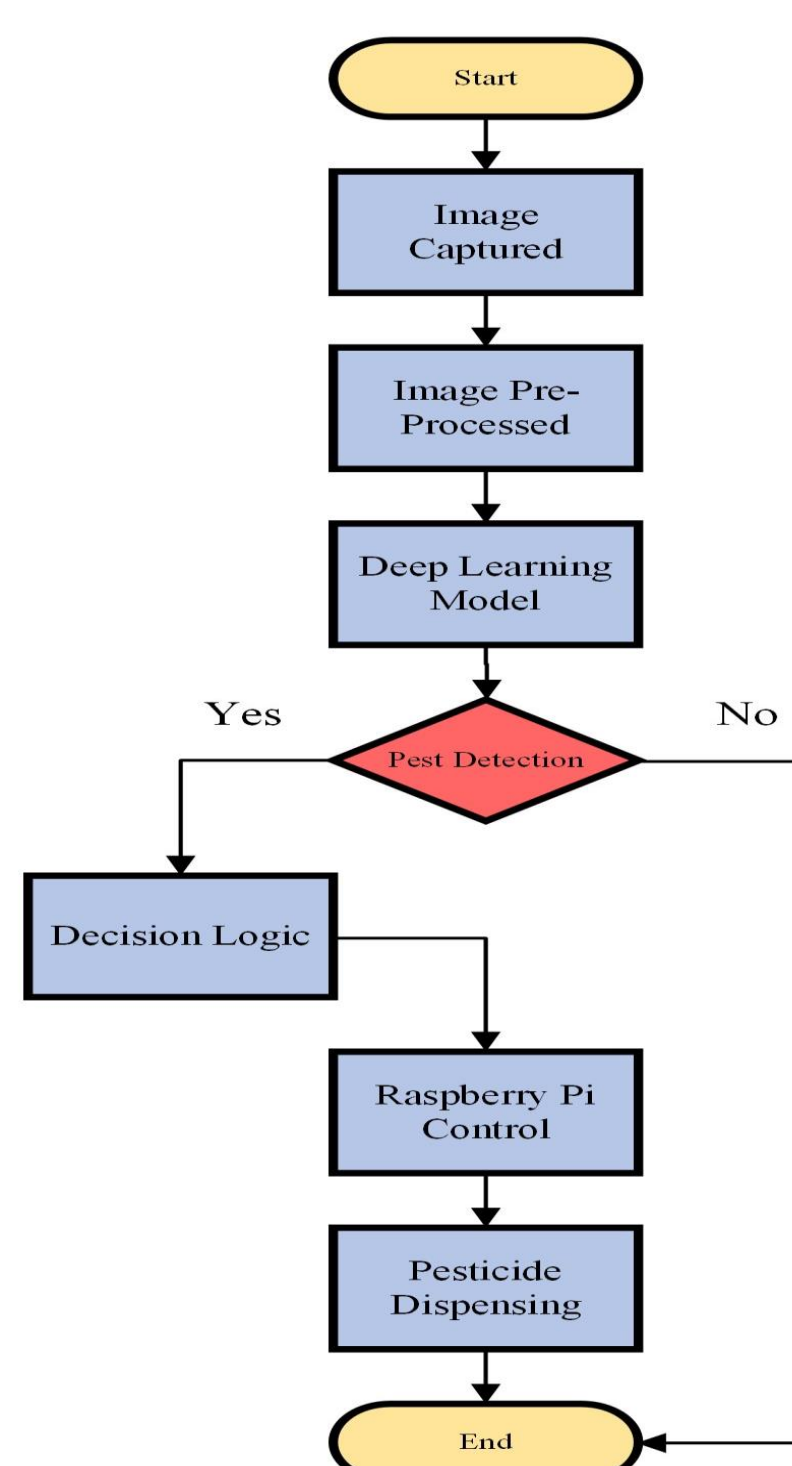 Start
Image
Captured
Image Pre-
Processed
Deep Learning
Model
Yes
No
Pest Detection
Decision Logic
Raspberry Pi
Control
Pesticide
Dispensing
End